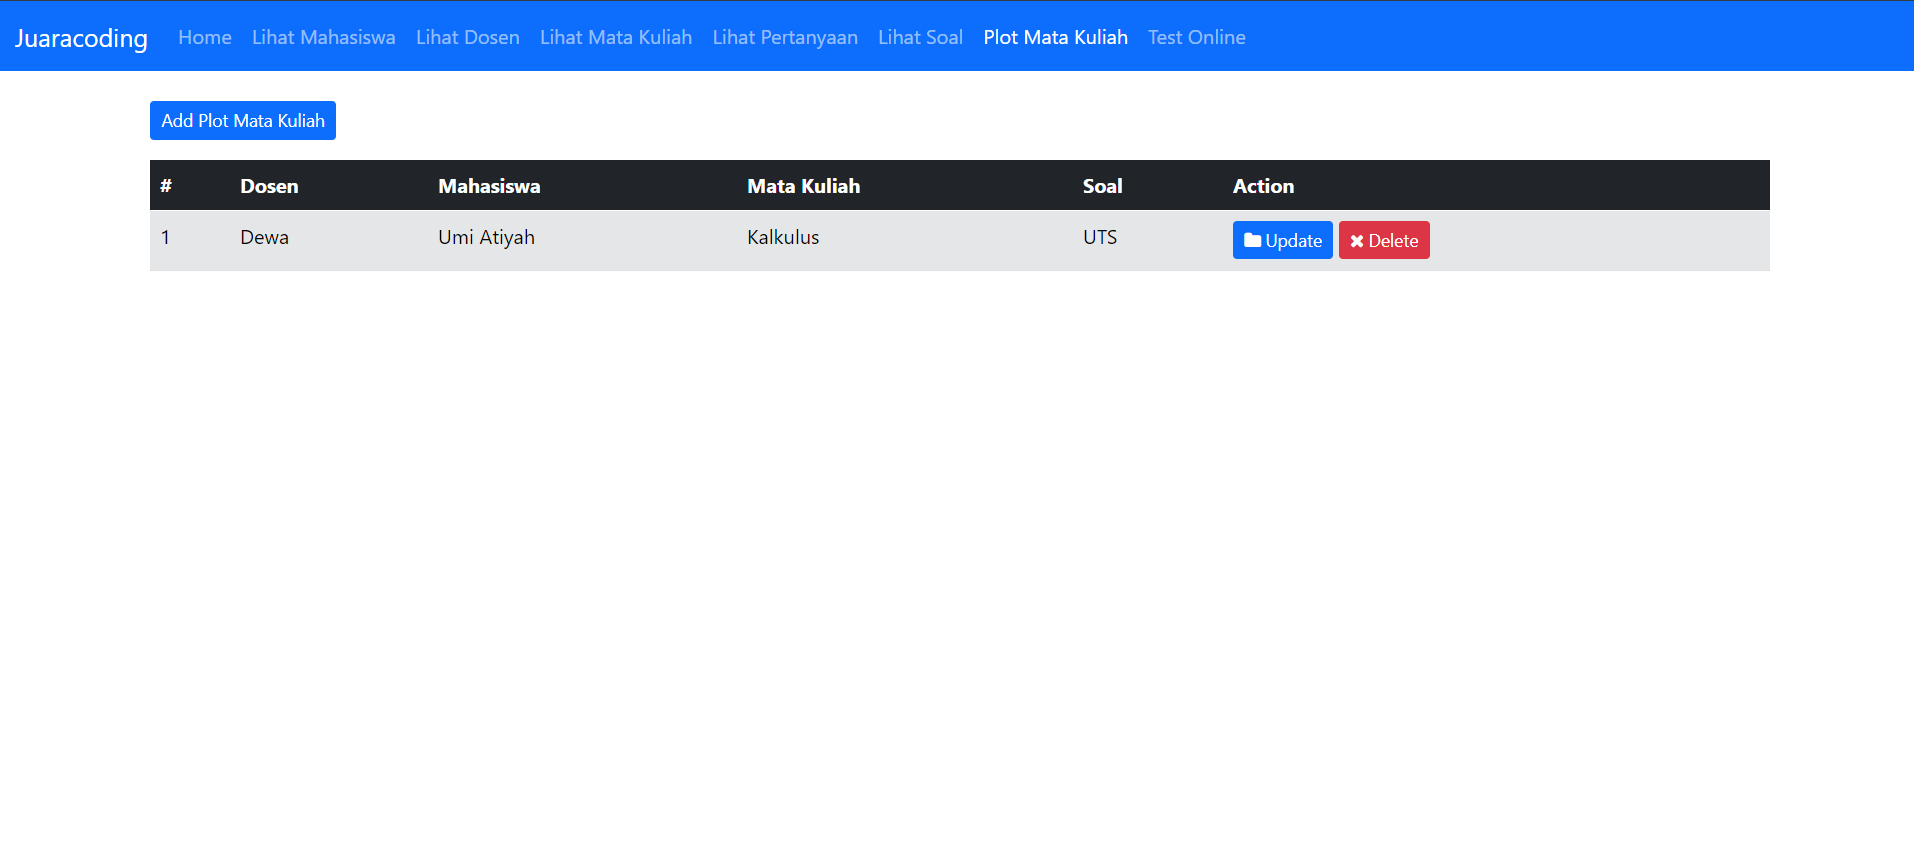 Juaracoding Home Lihat Mahasiswa Lihat Dosen Lihat Mata Kuliah Lihat Pertanyaan Lihat Soal Plot Mata Kuliah Test Online
Add Plot Mata Kuliah
# Dosen Mahasiswa Mata Kuliah Soal Action
1 Dewa Umi Atiyah Kalkulus UTS Update Delete